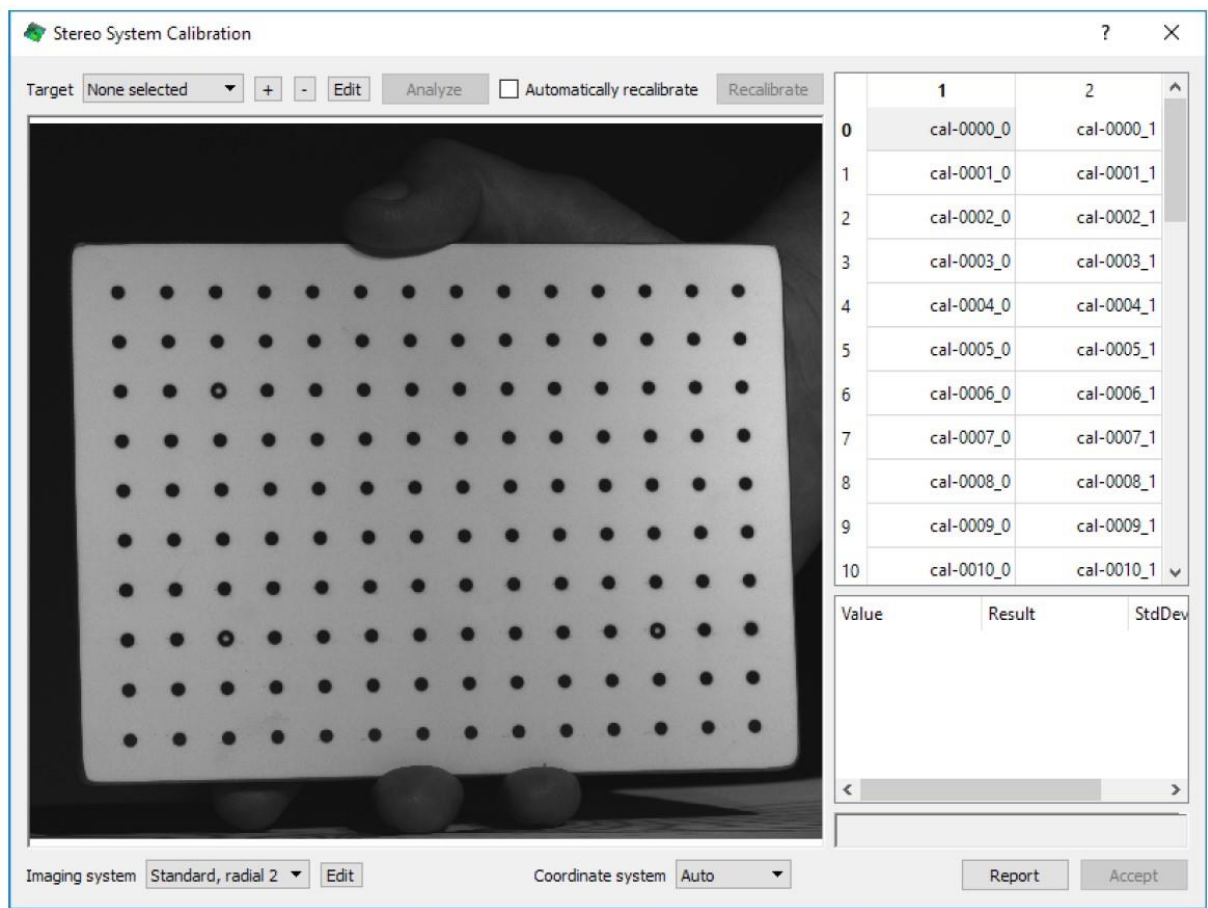 Stereo System Calibration ? ×
Target None selected + - Edit Analyze Automatically recalibrate Recalibrate
1 2
0 cal-0000_0 cal-0000_1
1 cal-0001_0 cal-0001_1
2 cal-0002_0 cal-0002_1
3 cal-0003_0 cal-0003_1
4 cal-0004_0 cal-0004_1
5 cal-0005_0 cal-0005_1
6 cal-0006_0 cal-0006_1
7 cal-0007_0 cal-0007_1
8 cal-0008_0 cal-0008_1
9 cal-0009_0 cal-0009_1
10 cal-0010_0 cal-0010_1
Value Result StdDev
Imaging system Standard, radial 2 Edit Coordinate system Auto Report Accept